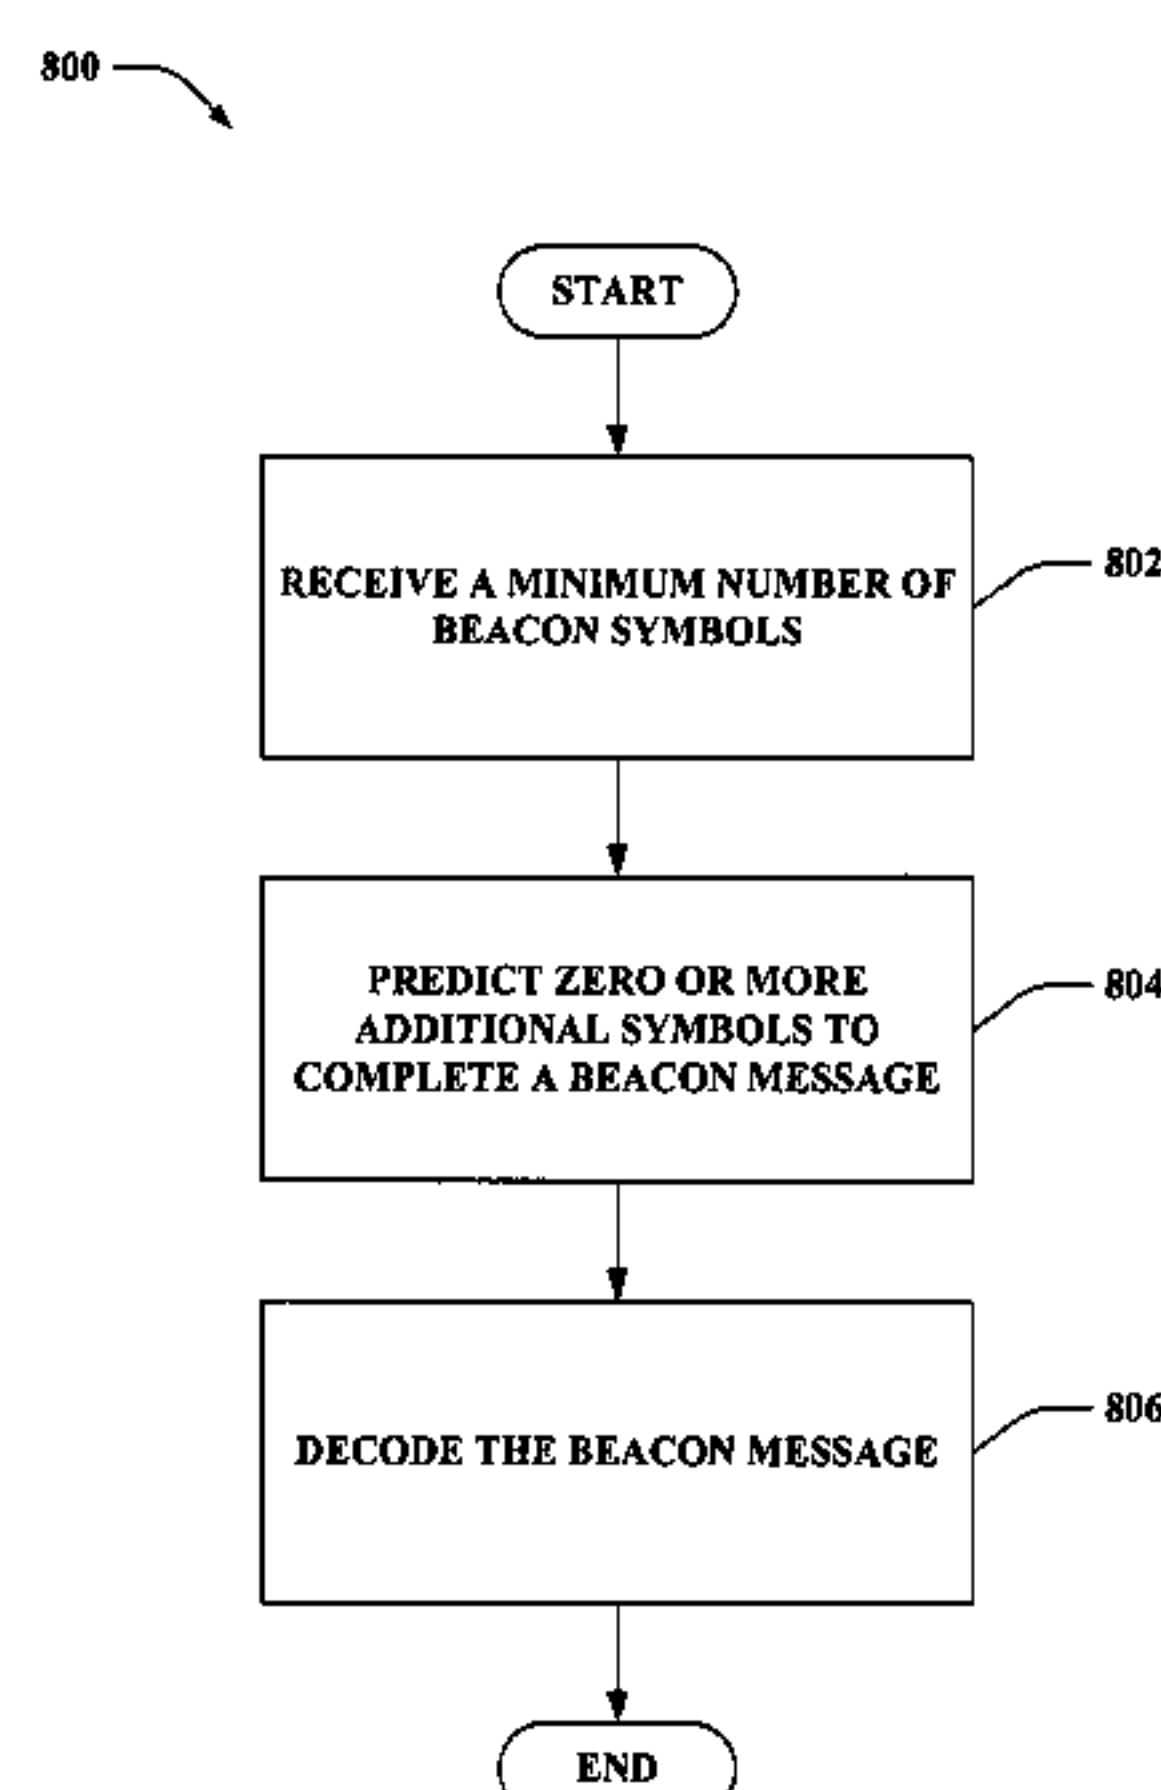 800
START
RECEIVE A MINIMUM NUMBER OF
BEACON SYMBOLS
802
PREDICT ZERO OR MORE
ADDITIONAL SYMBOLS TO
COMPLETE A BEACON MESSAGE
804
DECODE THE BEACON MESSAGE
806
END